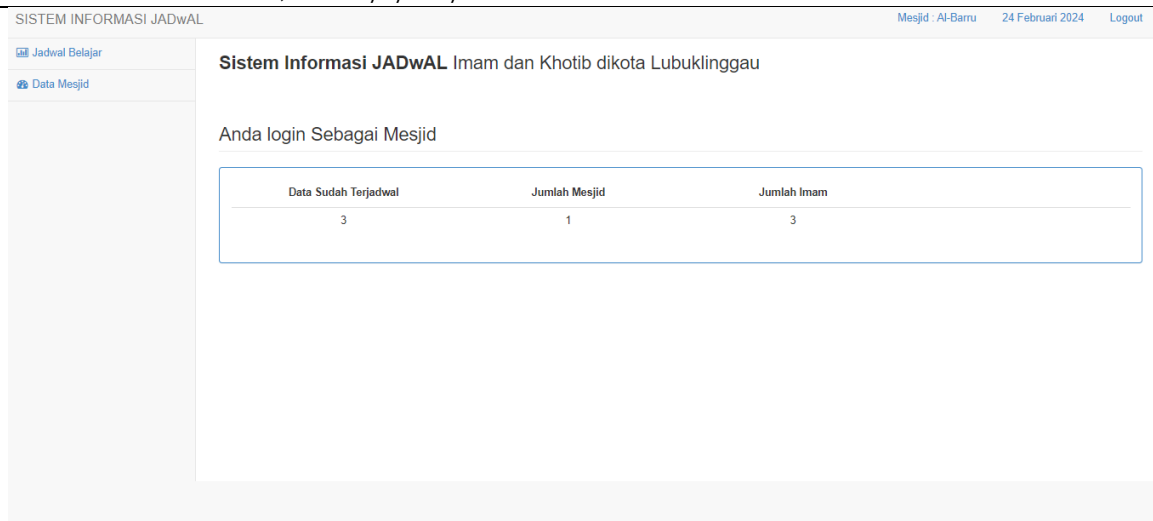 SISTEM INFORMASI JADwAL
Mesjid : Al-Barru 24 Februari 2024 Logout
Jadwal Belajar
Data Mesjid
Sistem Informasi JADwAL Imam dan Khotib dikota Lubuklinggau
Anda login Sebagai Mesjid
Data Sudah Terjadwal Jumlah Mesjid Jumlah Imam
3 1 3